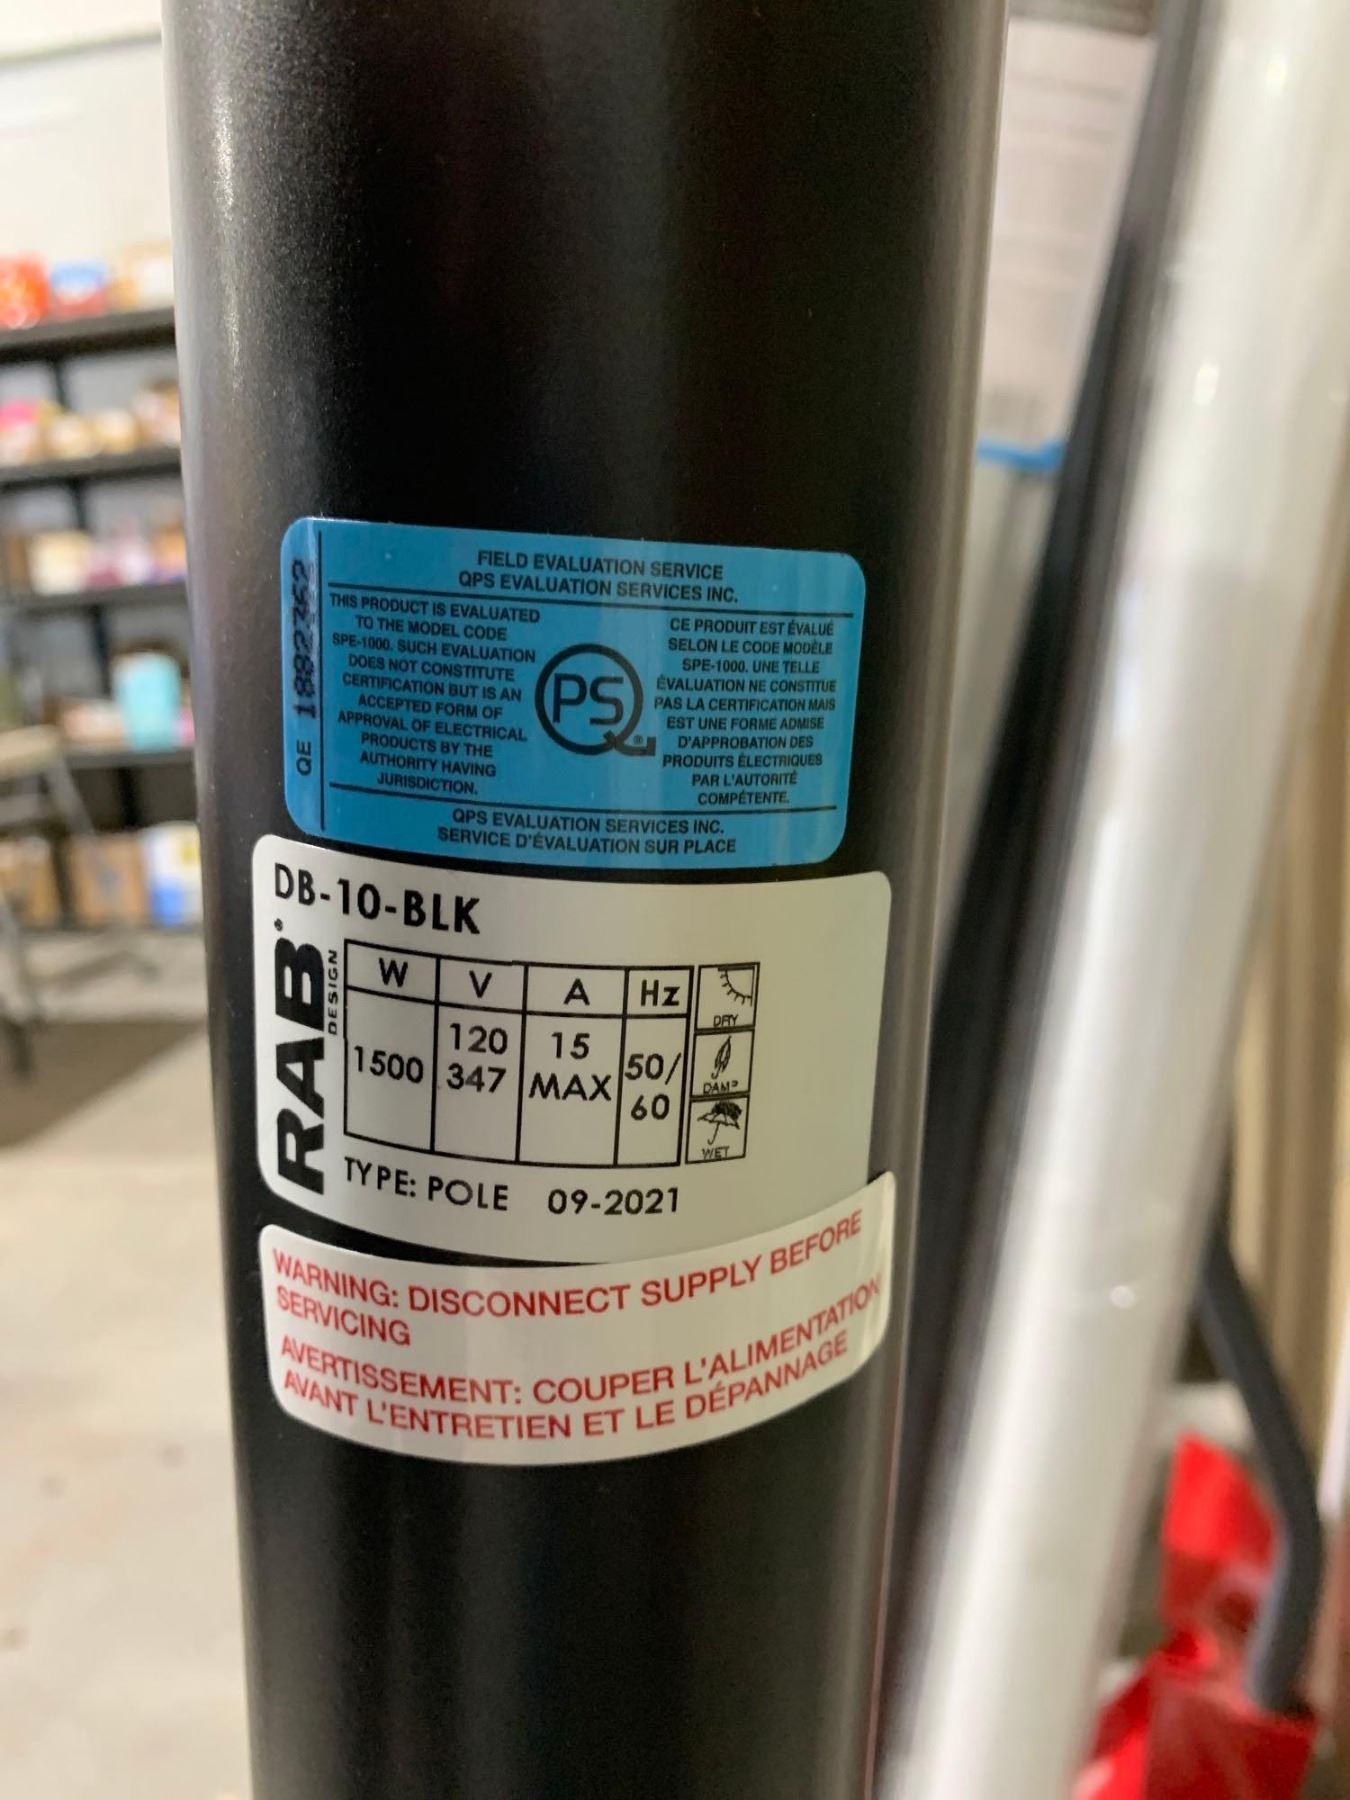 FIELD EVALUATION SERVICE
QPS EVALUATION SERVICES INC.
QE 1882362
THIS PRODUCT IS EVALUATED
TO THE MODEL CODE
SPE-1000. SUCH EVALUATION
DOES NOT CONSTITUTE
CERTIFICATION BUT IS AN
ACCEPTED FORM OF
APPROVAL OF ELECTRICAL
PRODUCTS BY THE
AUTHORITY HAVING
JURISDICTION.
QPS®
CE PRODUIT EST ÉVALUÉ
SELON LE CODE MODÈLE
SPE-1000. UNE TELLE
ÉVALUATION NE CONSTITUE
PAS LA CERTIFICATION MAIS
EST UNE FORME ADMISE
D'APPROBATION DES
PRODUITS ÉLECTRIQUES
PAR L'AUTORITÉ
COMPÉTENTE.
QPS EVALUATION SERVICES INC.
SERVICE D'ÉVALUATION SUR PLACE
DB-10-BLK
RAB®
DESIGN
W V A Hz
1500 120 347 15 MAX 50/60
DRY
DAMP
WET
TYPE: POLE 09-2021
WARNING: DISCONNECT SUPPLY BEFORE
SERVICING
AVERTISSEMENT: COUPER L'ALIMENTATION
AVANT L'ENTRETIEN ET LE DÉPANNAGE